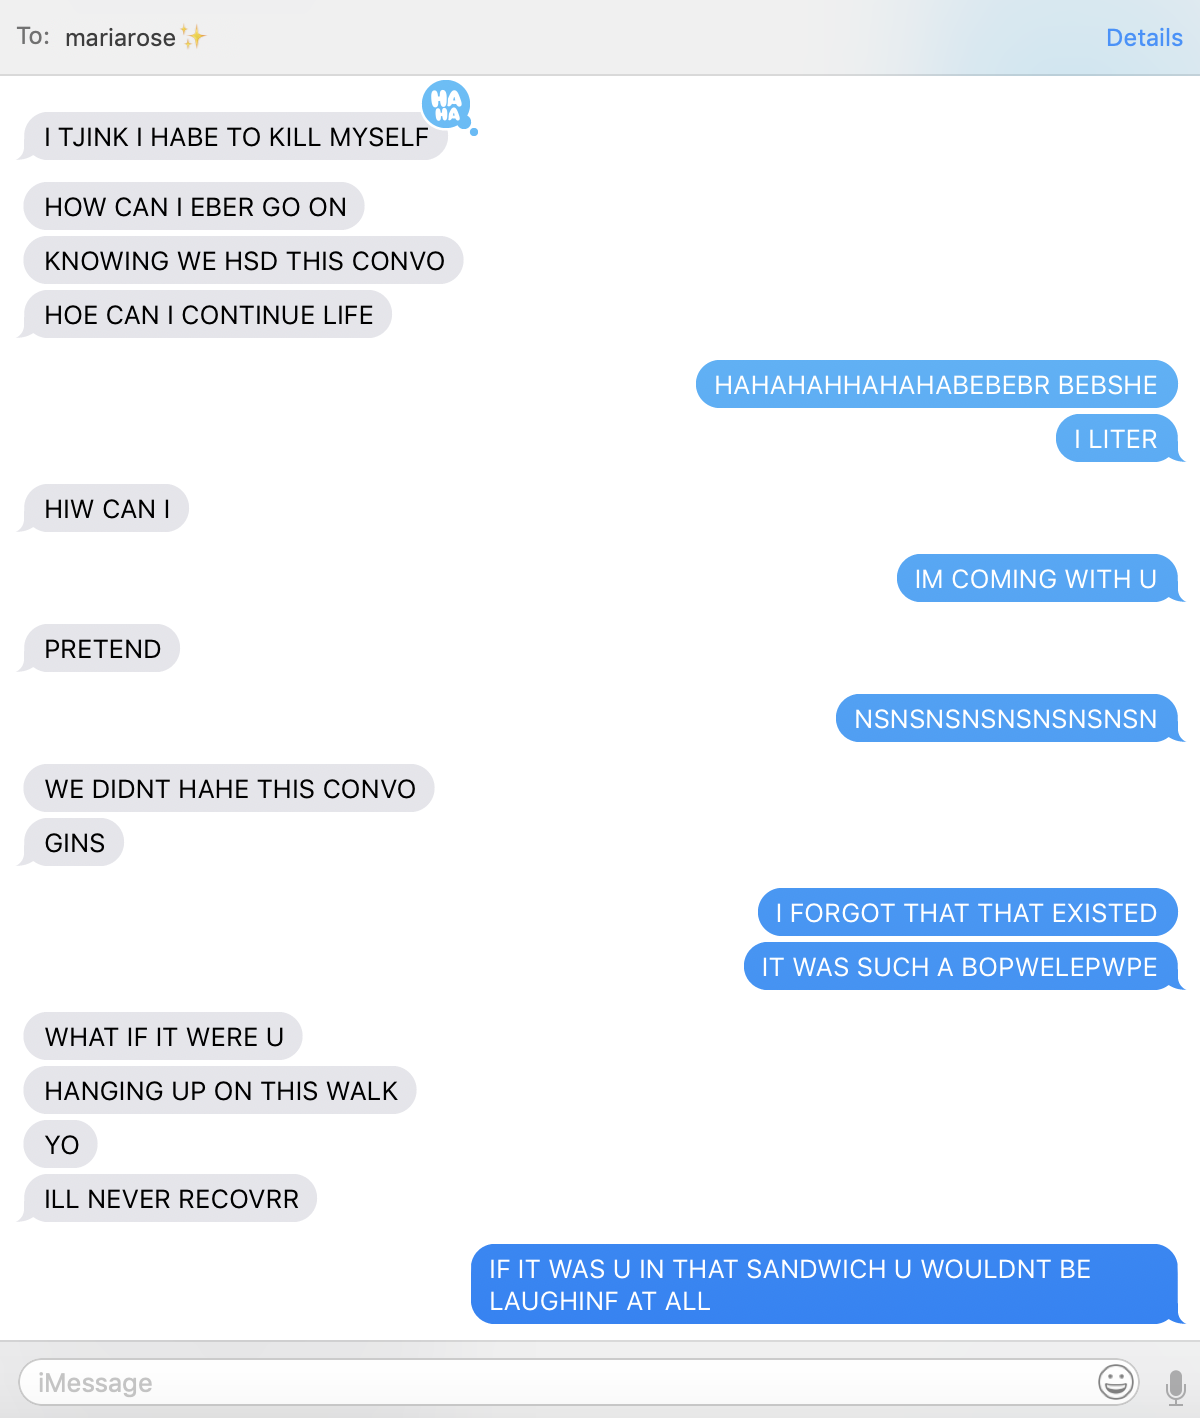 To: mariarose✨
Details
HA
HA
I TJINK I HABE TO KILL MYSELF
HOW CAN I EBER GO ON
KNOWING WE HSD THIS CONVO
HOE CAN I CONTINUE LIFE
HAHAHAHHAHAHABEBEBR BEBSHE
I LITER
HIW CAN I
IM COMING WITH U
PRETEND
NSNSNSNSNSNSNSNSN
WE DIDNT HAHE THIS CONVO
GINS
I FORGOT THAT THAT EXISTED
IT WAS SUCH A BOPWELEPWPE
WHAT IF IT WERE U
HANGING UP ON THIS WALK
YO
ILL NEVER RECOVRR
IF IT WAS U IN THAT SANDWICH U WOULDNT BE
LAUGHINF AT ALL
iMessage